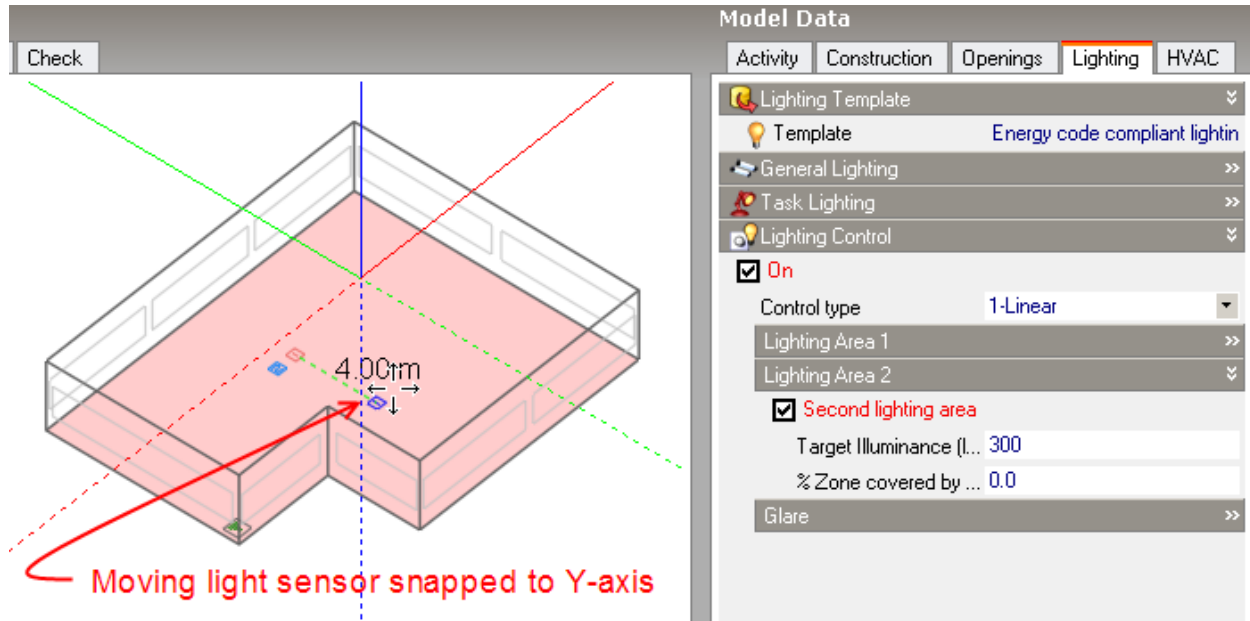 Model Data
Check
Activity Construction Openings Lighting HVAC
Lighting Template
Template Energy code compliant lightin
General Lighting
Task Lighting
Lighting Control
On
Control type 1-Linear
Lighting Area 1
4.00m
Lighting Area 2
Second lighting area
Target Illuminance (l... 300
% Zone covered by ... 0.0
Glare
Moving light sensor snapped to Y-axis